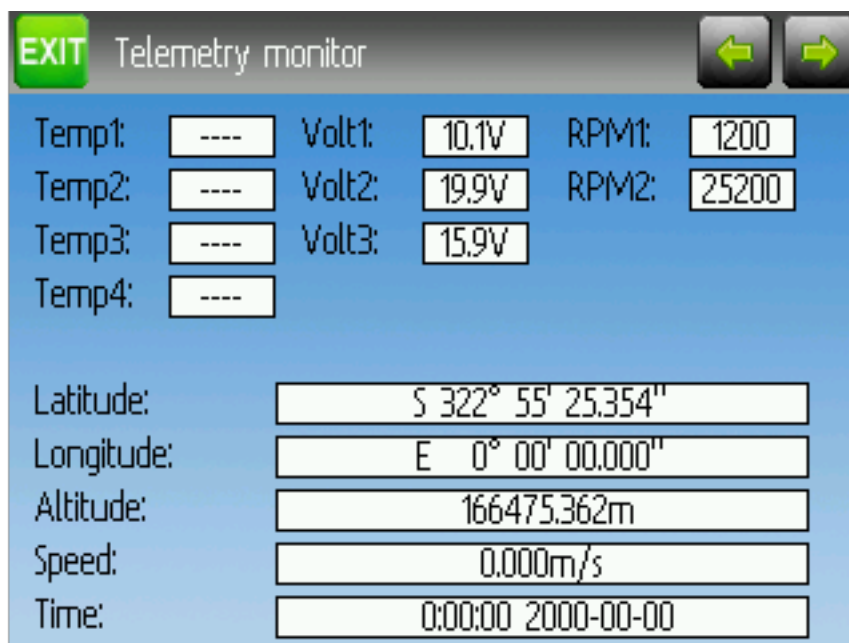 EXIT Telemetry monitor
Temp1: ---- Volt1: 10.1V RPM1: 1200
Temp2: ---- Volt2: 19.9V RPM2: 25200
Temp3: ---- Volt3: 15.9V
Temp4: ----
Latitude: S 322° 55' 25.354"
Longitude: E 0° 00' 00.000"
Altitude: 166475.362m
Speed: 0.000m/s
Time: 0:00:00 2000-00-00